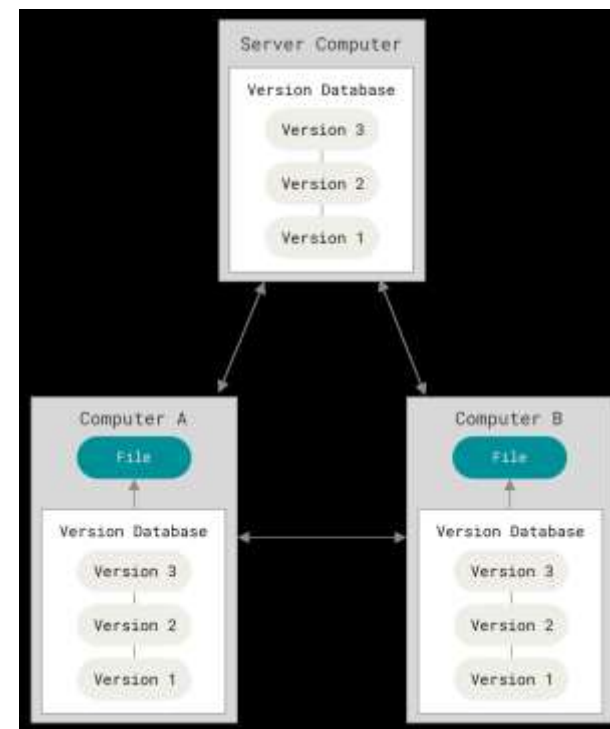 Server Computer
Version Database
Version 3
Version 2
Version 1
Computer A
File
Version Database
Version 3
Version 2
Version 1
Computer B
File
Version Database
Version 3
Version 2
Version 1